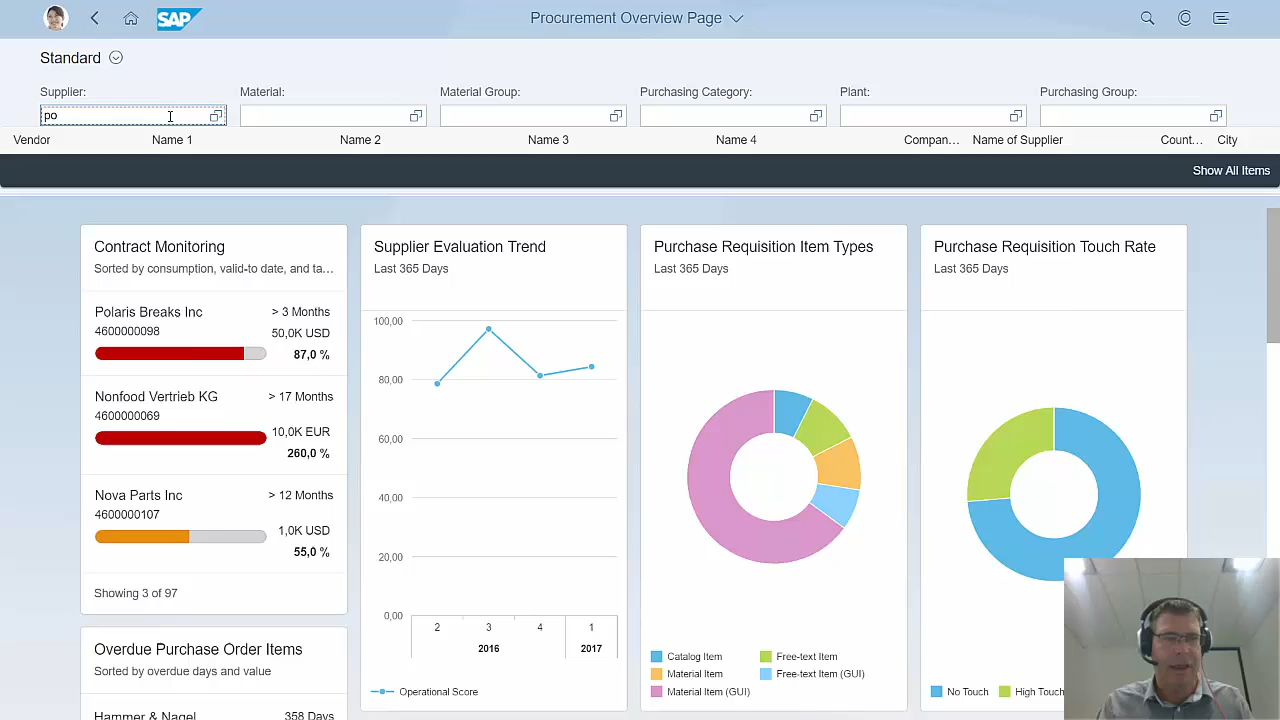 SAP
Procurement Overview Page
Standard
Supplier: Material: Material Group: Purchasing Category: Plant: Purchasing Group:
po
Vendor Name 1 Name 2 Name 3 Name 4 Compan... Name of Supplier Count... City
Show All Items
Contract Monitoring
Sorted by consumption, valid-to date, and ta...
Polaris Breaks Inc > 3 Months
4600000098 50,0K USD
87,0 %
Nonfood Vertrieb KG > 17 Months
4600000069 10,0K EUR
260,0 %
Nova Parts Inc > 12 Months
4600000107 1,0K USD
55,0 %
Showing 3 of 97
Overdue Purchase Order Items
Sorted by overdue days and value
Hammer & Nagel 358 Days
Supplier Evaluation Trend
Last 365 Days
100,00
80,00
60,00
40,00
20,00
0,00
2 3 4 1
2016 2017
Operational Score
Purchase Requisition Item Types
Last 365 Days
Catalog Item Free-text Item
Material Item Free-text Item (GUI)
Material Item (GUI)
Purchase Requisition Touch Rate
Last 365 Days
No Touch High Touch